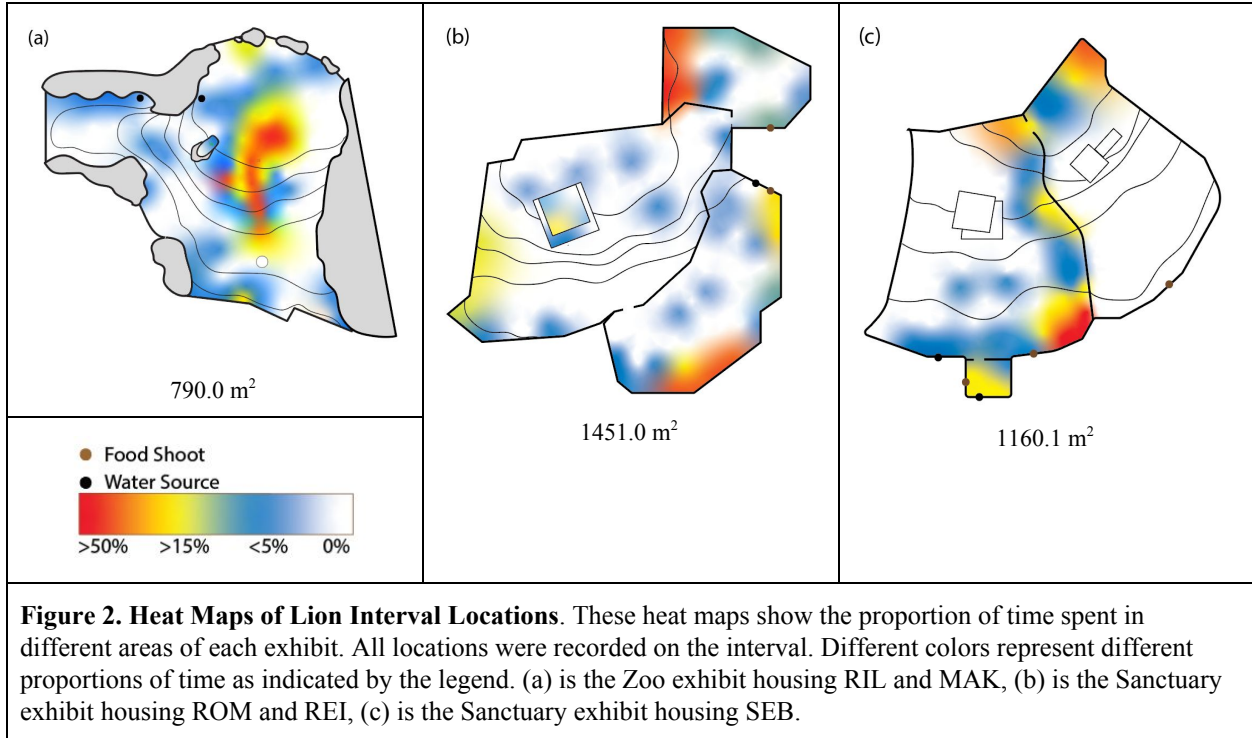 (a)
790.0 m²
Food Shoot
Water Source
>50% >15% <5% 0%
(b)
1451.0 m²
(c)
1160.1 m²
Figure 2. Heat Maps of Lion Interval Locations. These heat maps show the proportion of time spent in
different areas of each exhibit. All locations were recorded on the interval. Different colors represent different
proportions of time as indicated by the legend. (a) is the Zoo exhibit housing RIL and MAK, (b) is the Sanctuary
exhibit housing ROM and REI, (c) is the Sanctuary exhibit housing SEB.